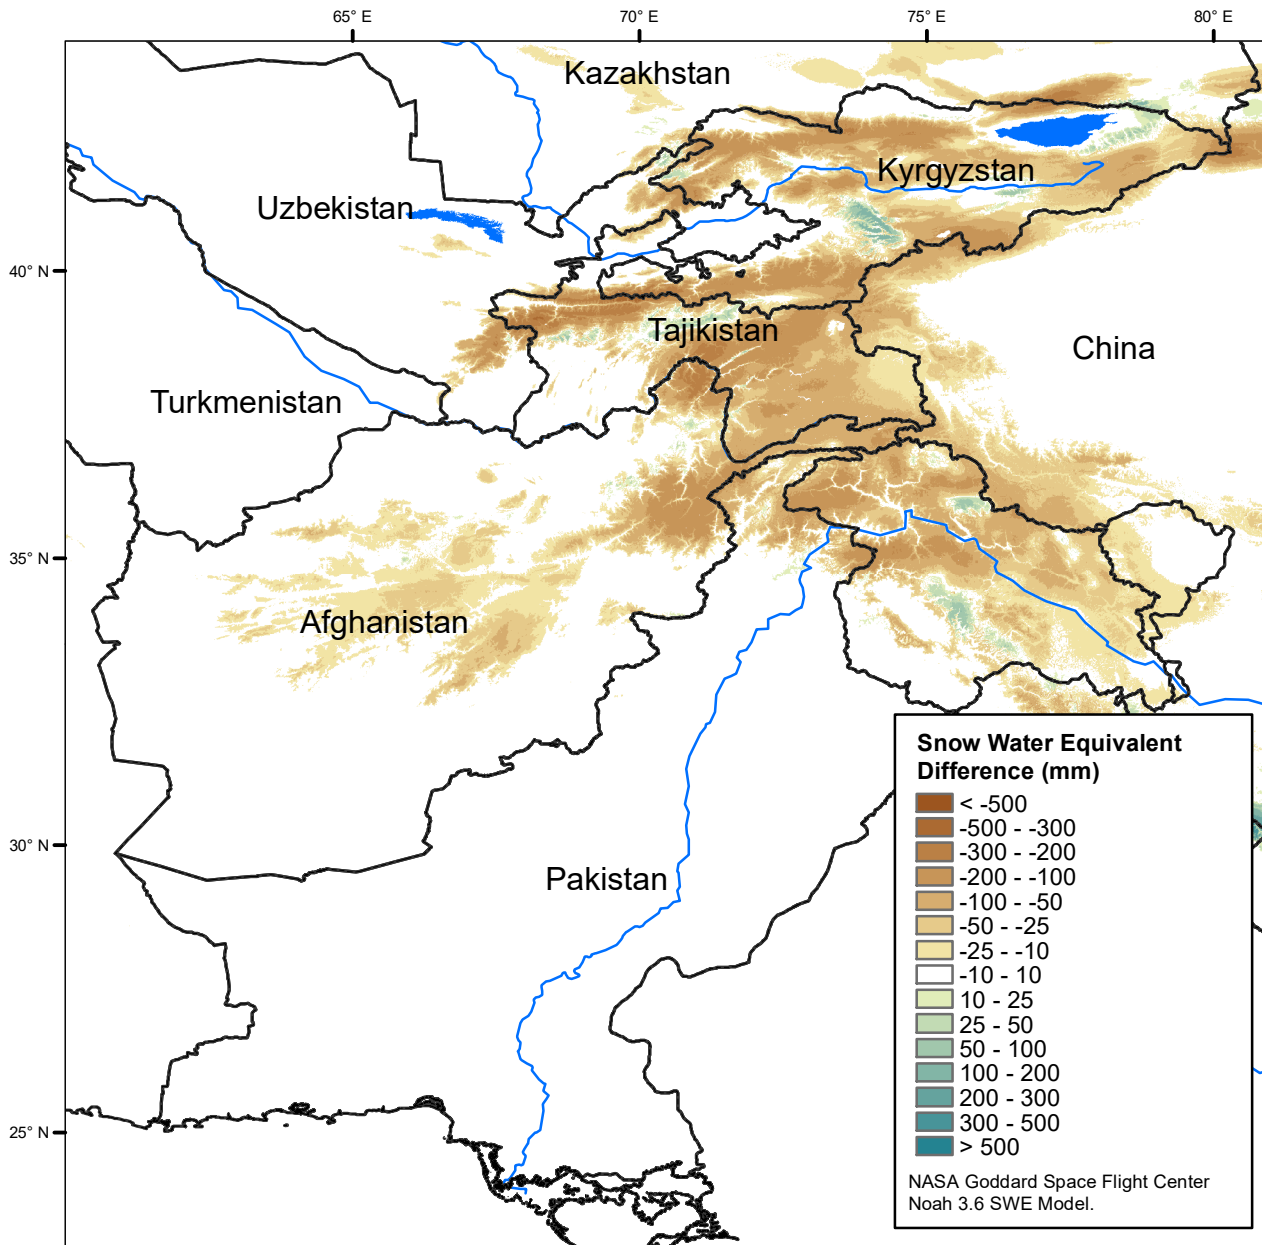 65° E
70° E
75° E
80° E
Kazakhstan
Kyrgyzstan
Uzbekistan
40° N
Tajikistan
China
Turkmenistan
35° N
Afghanistan
Snow Water Equivalent
Difference (mm)
< -500
-500 - -300
-300 - -200
-200 - -100
-100 - -50
-50 - -25
-25 - -10
-10 - 10
10 - 25
25 - 50
50 - 100
100 - 200
200 - 300
300 - 500
> 500
30° N
Pakistan
25° N
NASA Goddard Space Flight Center
Noah 3.6 SWE Model.